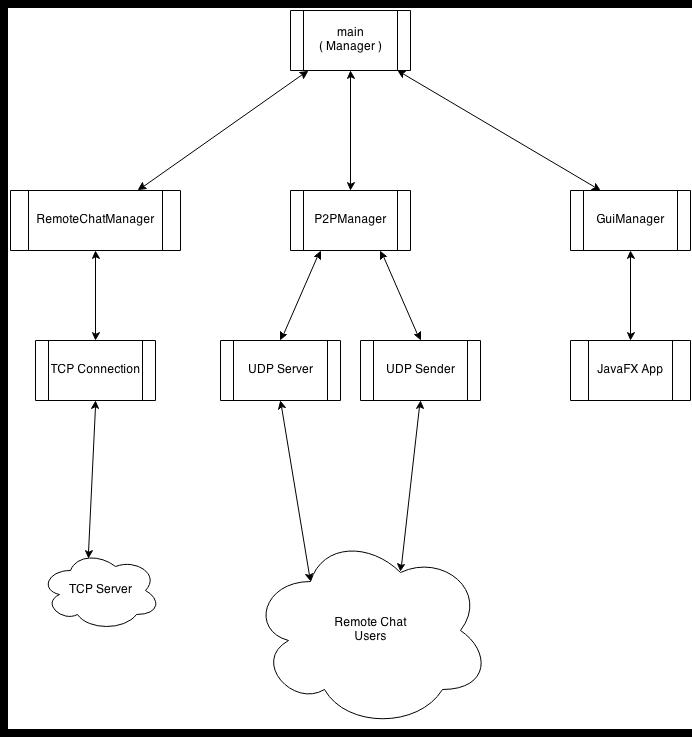 main
( Manager )
RemoteChatManager
P2PManager
GuiManager
TCP Connection
UDP Server
UDP Sender
JavaFX App
TCP Server
Remote Chat
Users